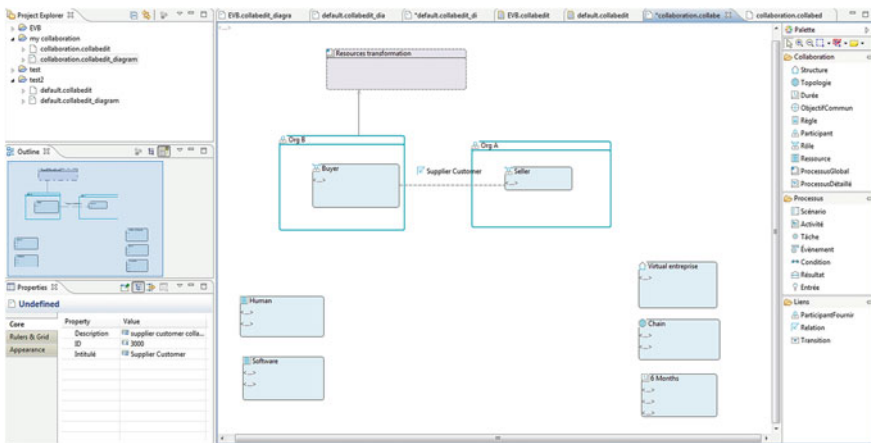 Project Explorer
EVB
my collaboration
collaboration.collabedit
collaboration.collabedit_diagram
test
test2
default.collabedit
default.collabedit_diagram
Outline
Properties
Undefined
Core
Rulers & Grid
Appearance
Property Value
Description supplier customer colla...
ID 3000
Intitulé Supplier Customer
EVB.collabedit_diagra default.collabedit_dia *default.collabedit_di EVB.collabedit default.collabedit *collaboration.collabe collaboration.collabed
<...>
Resources transformation
Org B
Buyer
<...>
Supplier Customer
Org A
Seller
<...>
Human
<...>
<...>
Software
<...>
<...>
Virtual entreprise
<...>
<...>
Chain
<...>
<...>
6 Months
<...>
<...>
<...>
Palette
Collaboration
Structure
Topologie
Durée
ObjectifCommun
Règle
Participant
Rôle
Ressource
ProcessusGlobal
ProcessusDétaillé
Processus
Scénario
Activité
Tâche
Évènement
Condition
Résultat
Entrée
Liens
ParticipantFournir
Relation
Transition